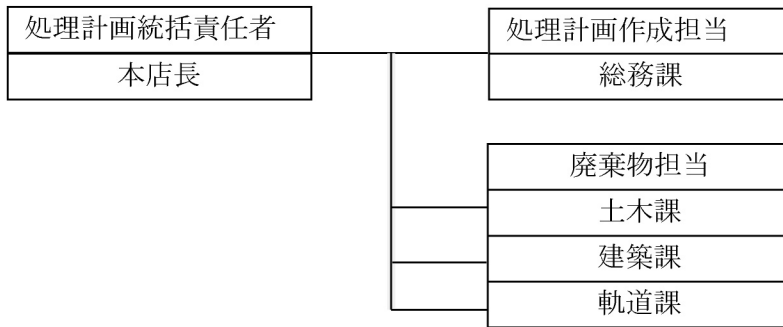 処理計画統括責任者
本店長
処理計画作成担当
総務課
廃棄物担当
土木課
建築課
軌道課